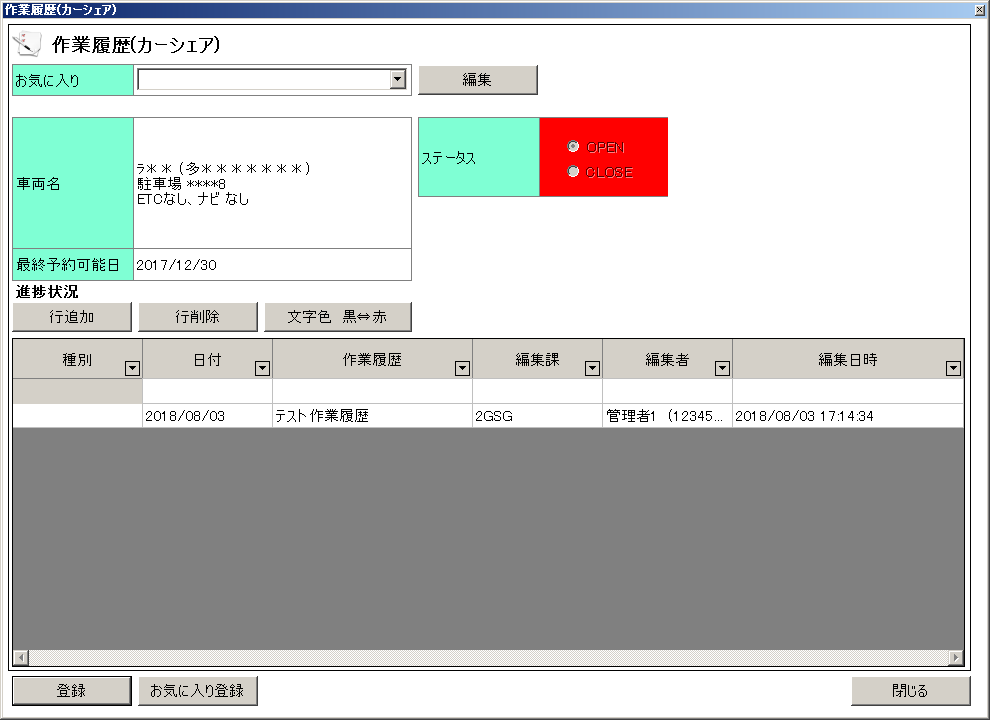 作業履歴(カーシェア)
作業履歴(カーシェア)
お気に入り
編集
車両名
ラ＊＊（多＊＊＊＊＊＊＊）
駐車場 ****8
ETCなし、ナビ なし
ステータス
OPEN
CLOSE
最終予約可能日
2017/12/30
進捗状況
行追加
行削除
文字色 黒⇔赤
種別 日付 作業履歴 編集課 編集者 編集日時
2018/08/03 テスト作業履歴 2GSG 管理者1 （12345... 2018/08/03 17:14:34
登録
お気に入り登録
閉じる